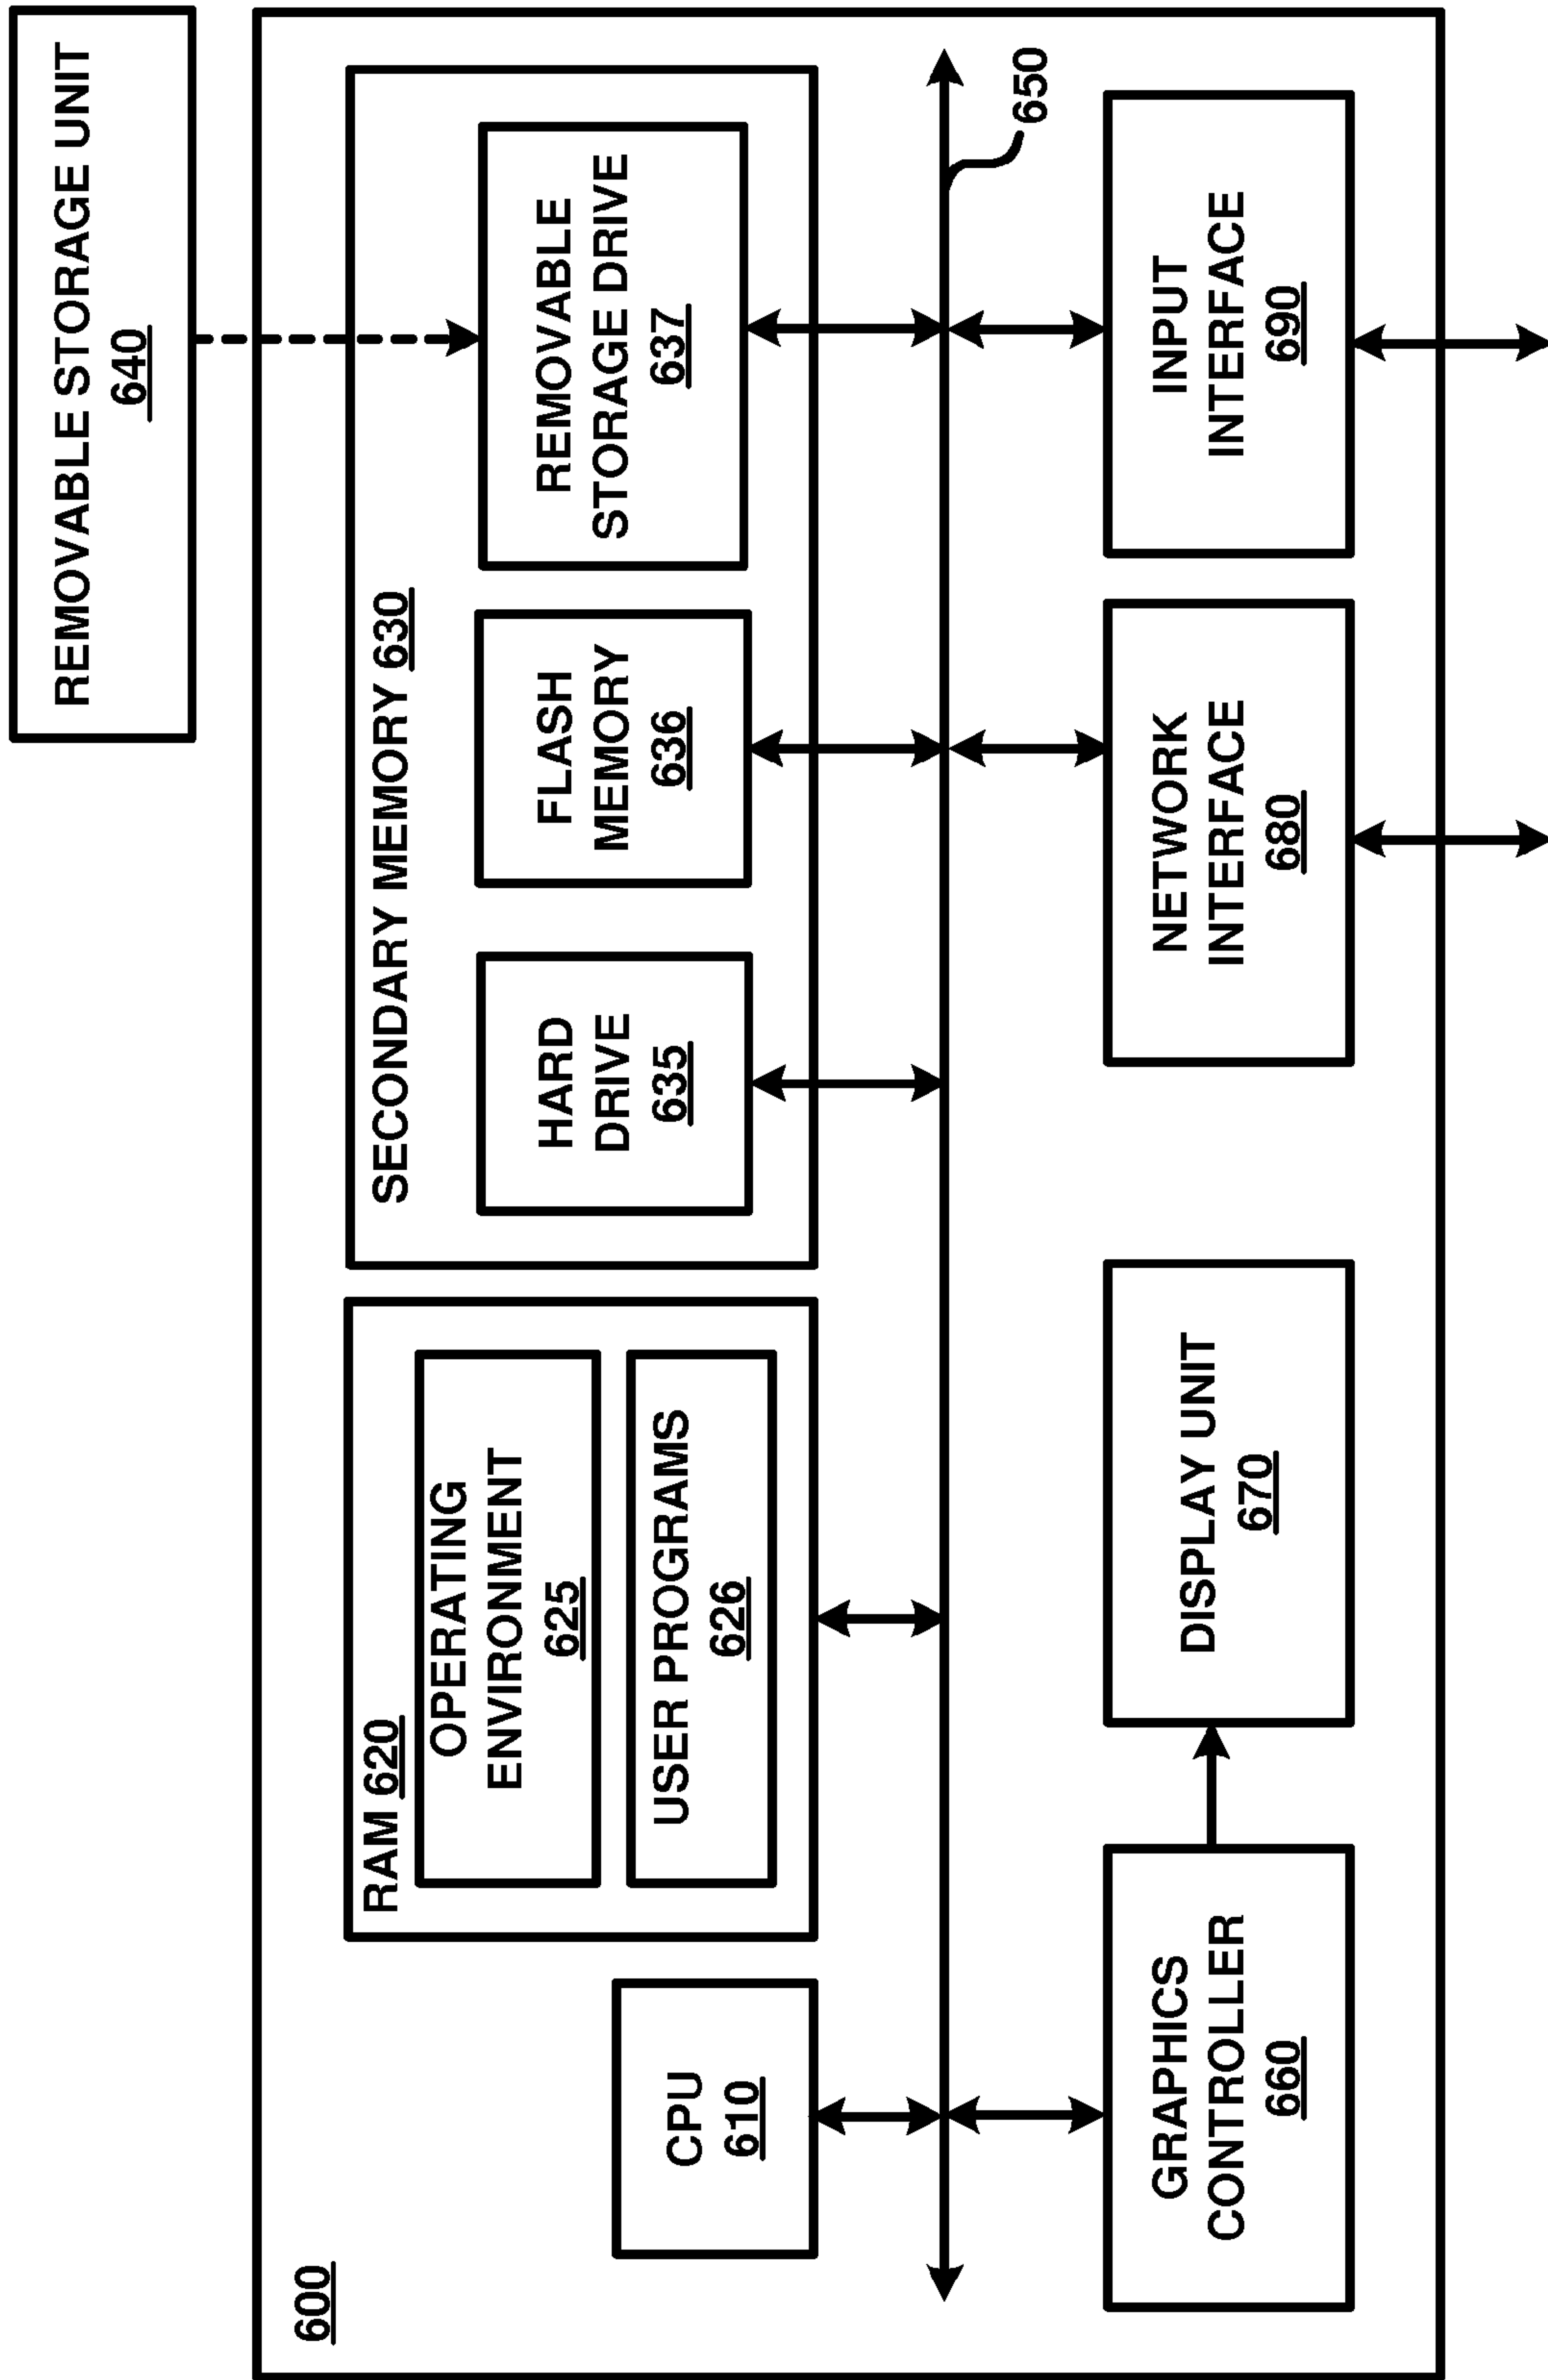 REMOVABLE STORAGE UNIT
640
600
RAM 620
OPERATING
ENVIRONMENT
625
USER PROGRAMS
626
SECONDARY MEMORY 630
HARD
DRIVE
635
FLASH
MEMORY
636
REMOVABLE
STORAGE DRIVE
637
CPU
610
650
GRAPHICS
CONTROLLER
660
DISPLAY UNIT
670
NETWORK
INTERFACE
680
INPUT
INTERFACE
690